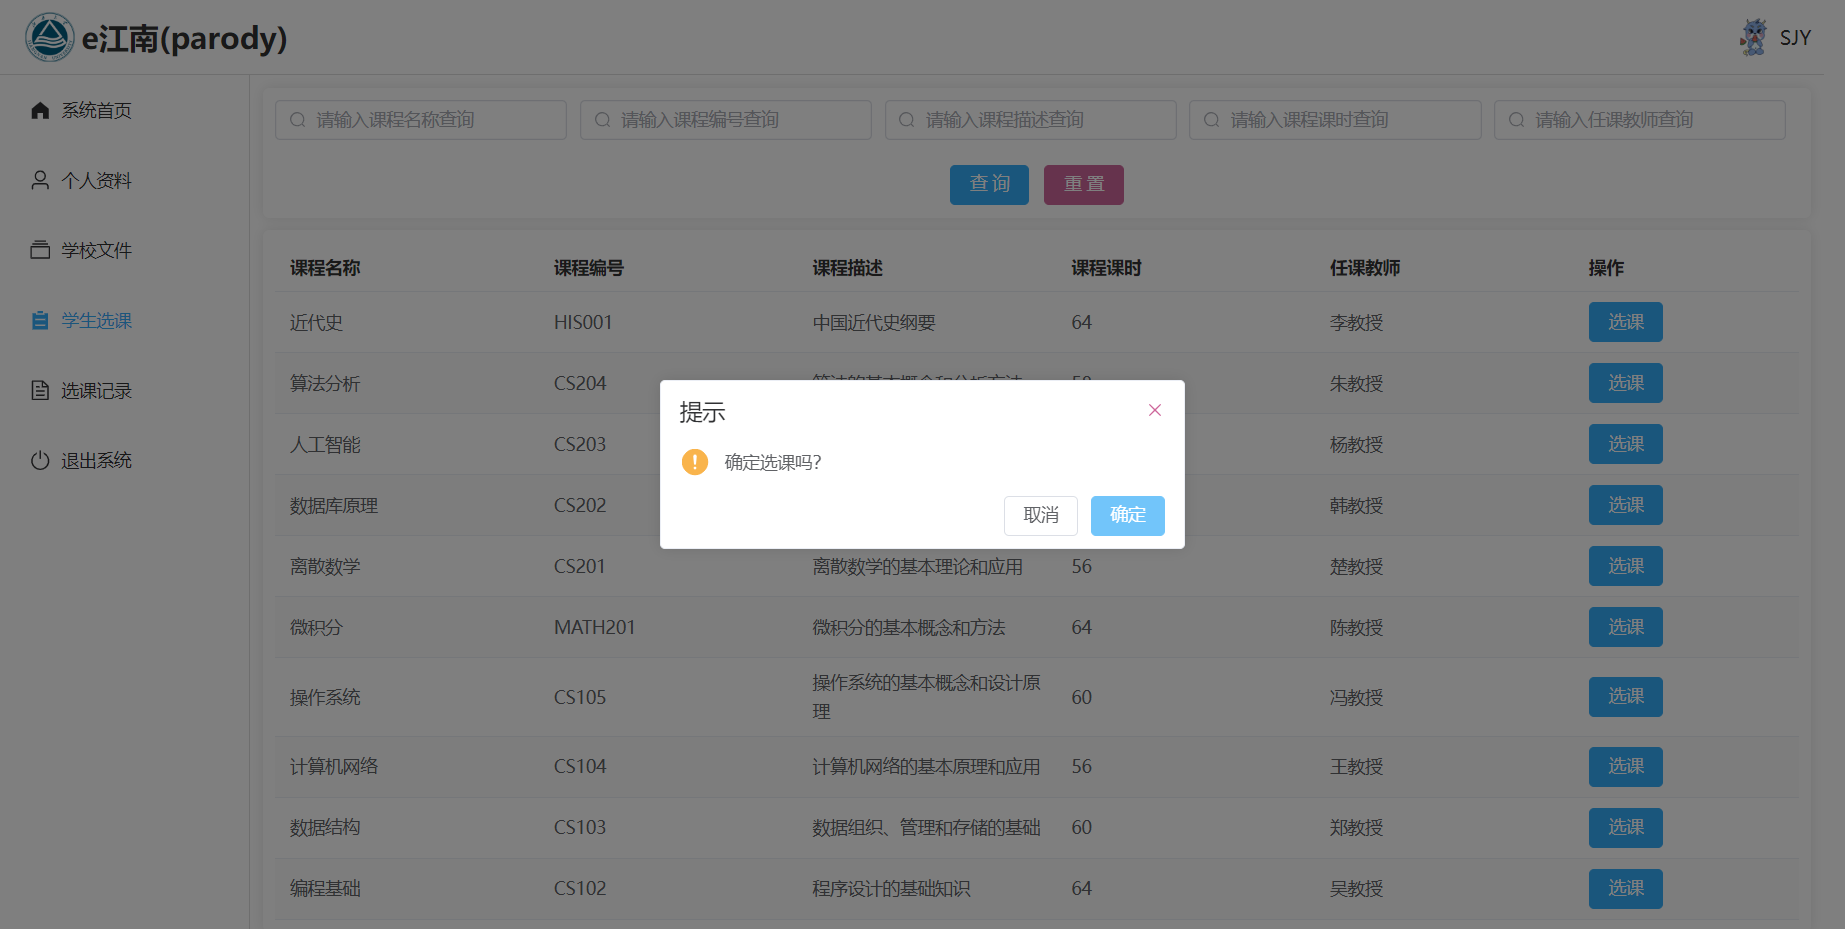 e江南(parody)
SJY
系统首页
个人资料
学校文件
学生选课
选课记录
退出系统
请输入课程名称查询 请输入课程编号查询 请输入课程描述查询 请输入课程课时查询 请输入任课教师查询
查询 重置
课程名称 课程编号 课程描述 课程课时 任课教师 操作
近代史 HIS001 中国近代史纲要 64 李教授 选课
算法分析 CS204 朱教授 选课
人工智能 CS203 杨教授 选课
数据库原理 CS202 韩教授 选课
提示
确定选课吗?
取消 确定
离散数学 CS201 离散数学的基本理论和应用 56 楚教授 选课
微积分 MATH201 微积分的基本概念和方法 64 陈教授 选课
操作系统 CS105 操作系统的基本概念和设计原
理 60 冯教授 选课
计算机网络 CS104 计算机网络的基本原理和应用 56 王教授 选课
数据结构 CS103 数据组织、管理和存储的基础 60 郑教授 选课
编程基础 CS102 程序设计的基础知识 64 吴教授 选课